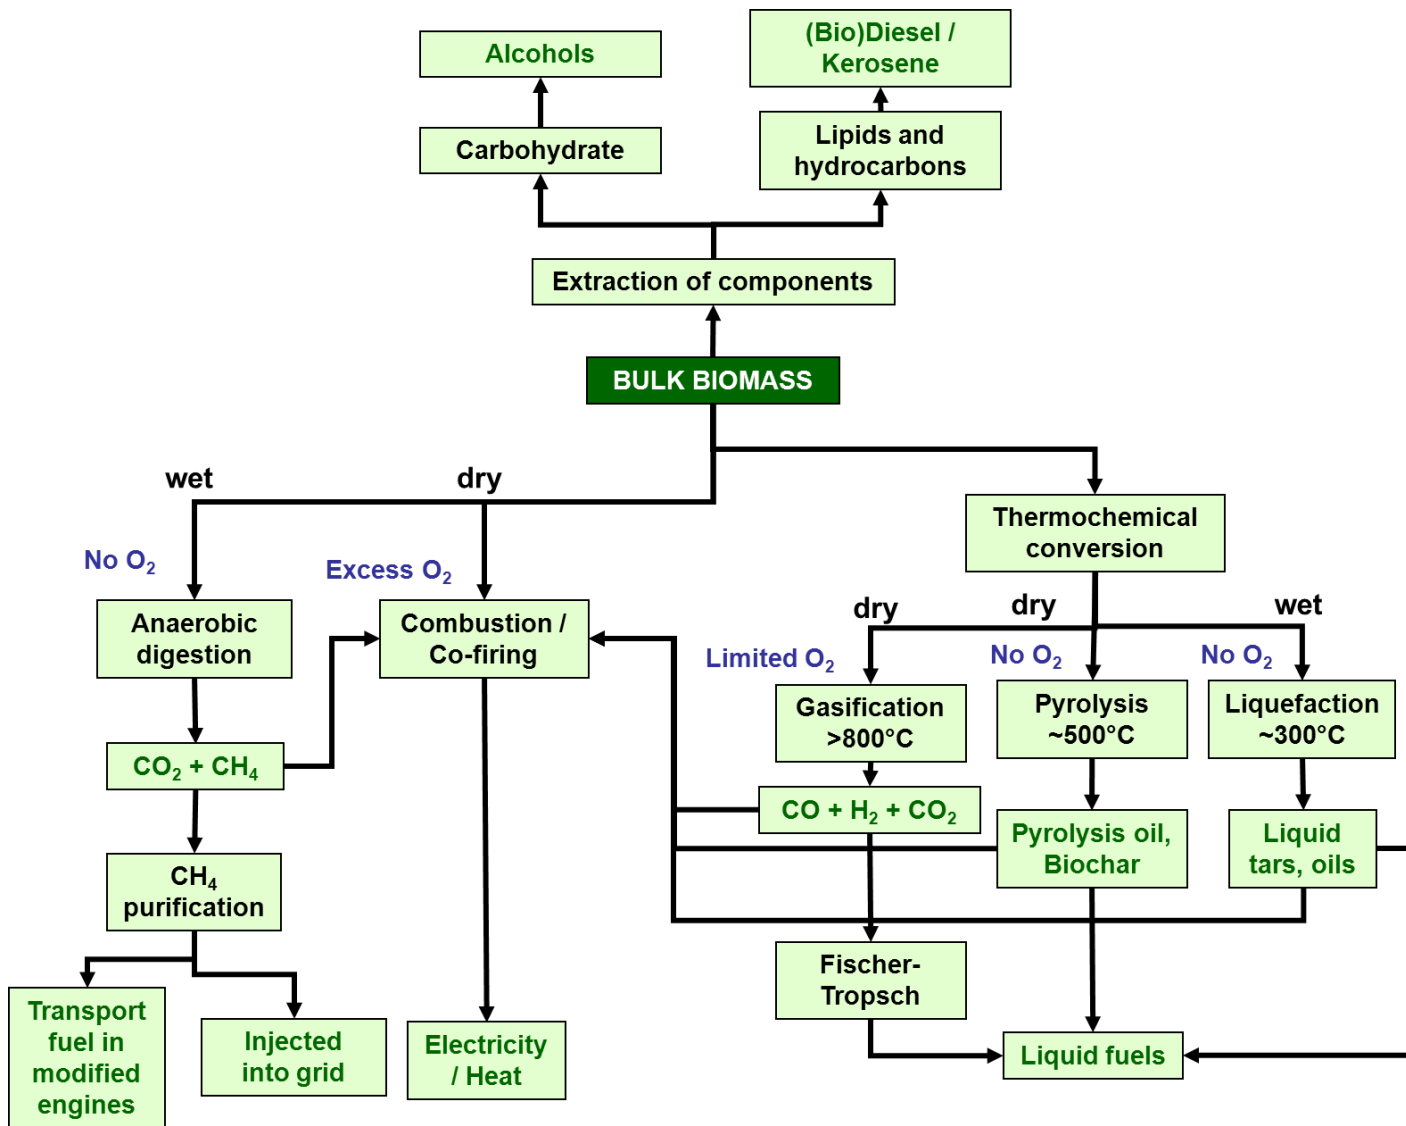 Alcohols
(Bio)Diesel /
Kerosene
Carbohydrate
Lipids and
hydrocarbons
Extraction of components
BULK BIOMASS
wet
dry
Thermochemical
conversion
No O₂
Excess O₂
Anaerobic
digestion
Combustion /
Co-firing
dry
dry
wet
Limited O₂
No O₂
No O₂
Gasification
>800°C
Pyrolysis
~500°C
Liquefaction
~300°C
CO₂ + CH₄
CO + H₂ + CO₂
Pyrolysis oil,
Biochar
Liquid
tars, oils
CH₄
purification
Fischer-
Tropsch
Transport
fuel in
modified
engines
Injected
into grid
Electricity
/ Heat
Liquid fuels